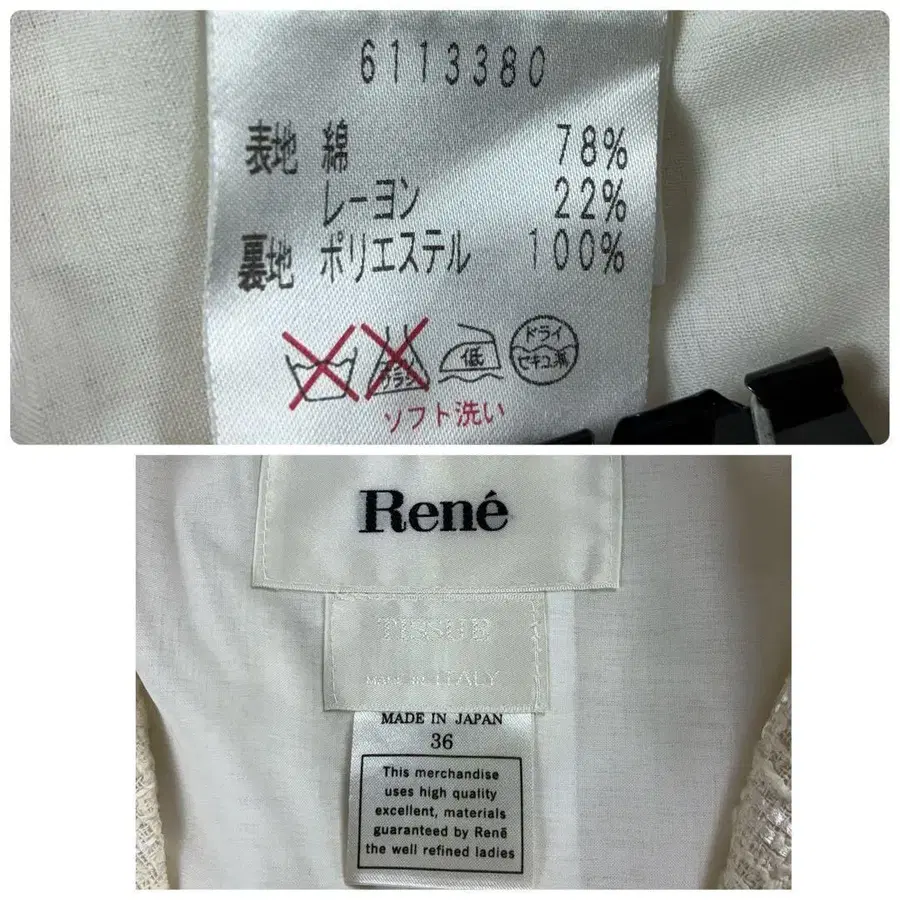 6113380
表地 綿 78%
レーヨン 22%
裏地 ポリエステル 100%
低
ドライ
セキユ系
ソフト洗い
René
TISSUE
MADE IN ITALY
MADE IN JAPAN
36
This merchandise
uses high quality
excellent, materials
guaranteed by René
the well refined ladies